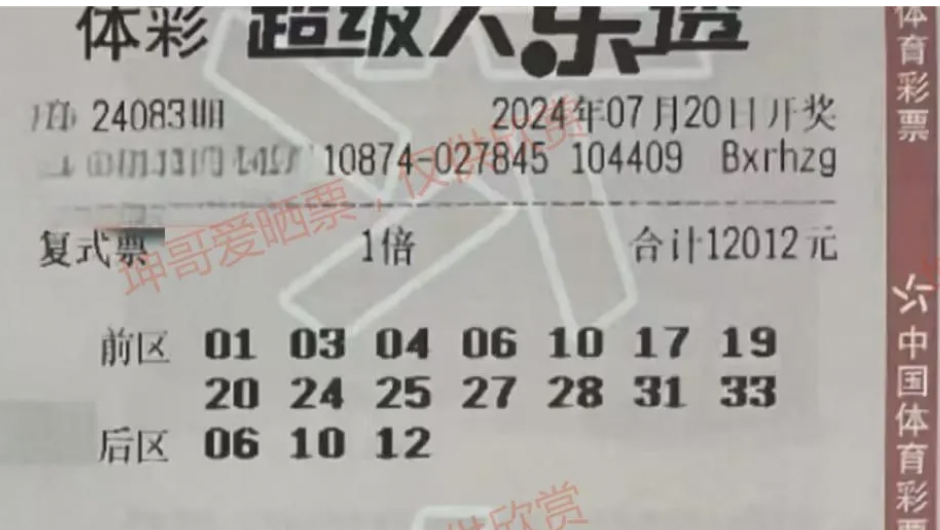 体彩 超级大乐透
24083期 2024年07月20日开奖
10874-027845 104409 Bxrhzg
复式票 1倍 合计12012元
前区 01 03 04 06 10 17 19
20 24 25 27 28 31 33
后区 06 10 12
坤哥爱晒票,仅供欣赏
供欣赏
体育彩票
中国体育彩票